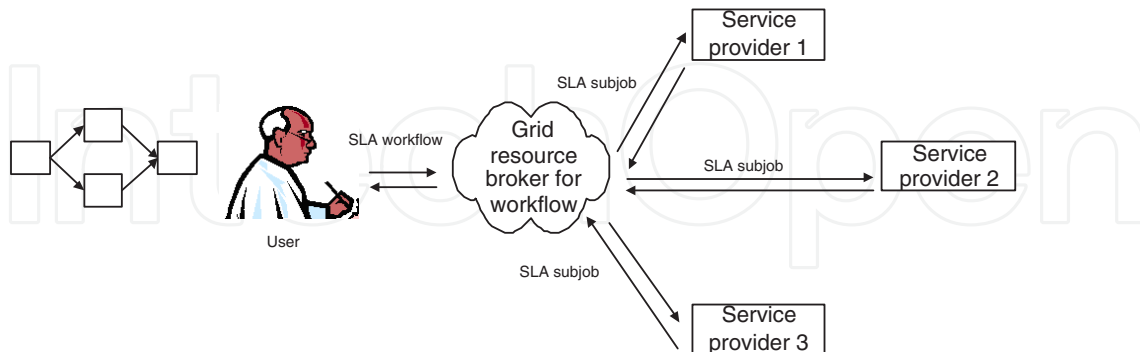 Service
provider 1
SLA subjob
SLA workflow
Grid
resource
broker for
workflow
SLA subjob
Service
provider 2
User
SLA subjob
Service
provider 3
IntechOpen